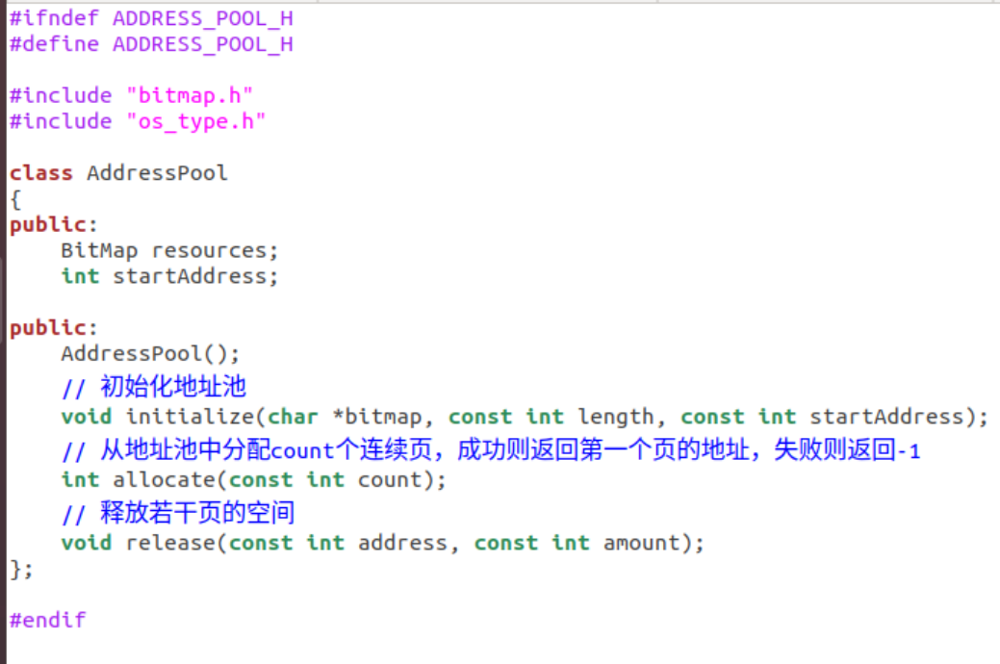 #ifndef ADDRESS_POOL_H
#define ADDRESS_POOL_H
#include "bitmap.h"
#include "os_type.h"
class AddressPool
{
public:
    BitMap resources;
    int startAddress;
public:
    AddressPool();
    // 初始化地址池
    void initialize(char *bitmap, const int length, const int startAddress);
    // 从地址池中分配count个连续页，成功则返回第一个页的地址，失败则返回-1
    int allocate(const int count);
    // 释放若干页的空间
    void release(const int address, const int amount);
};
#endif